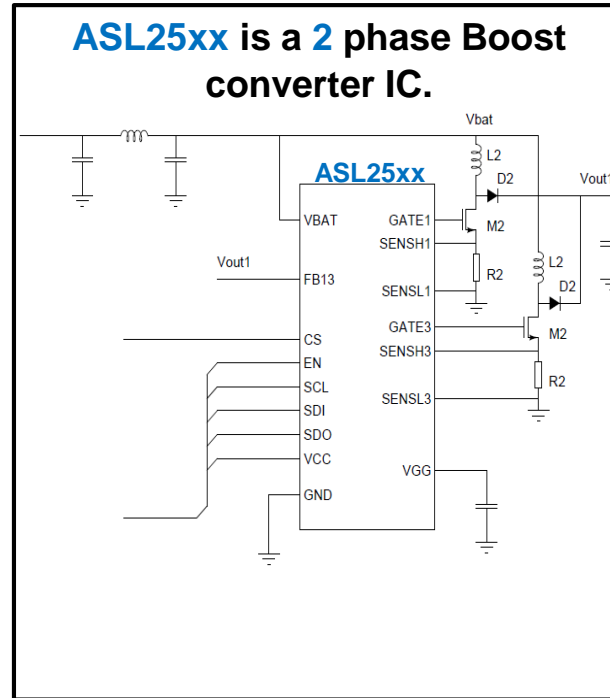 ASL25xx is a 2 phase Boost
converter IC.
Vbat
L2
ASL25xx
D2
Vout1
VBAT
GATE1
M2
SENSH1
Vout1
L2
FB13
R2
SENSL1
D2
GATE3
CS
M2
SENSH3
EN
SCL
R2
SDI
SENSL3
SDO
VCC
VGG
GND